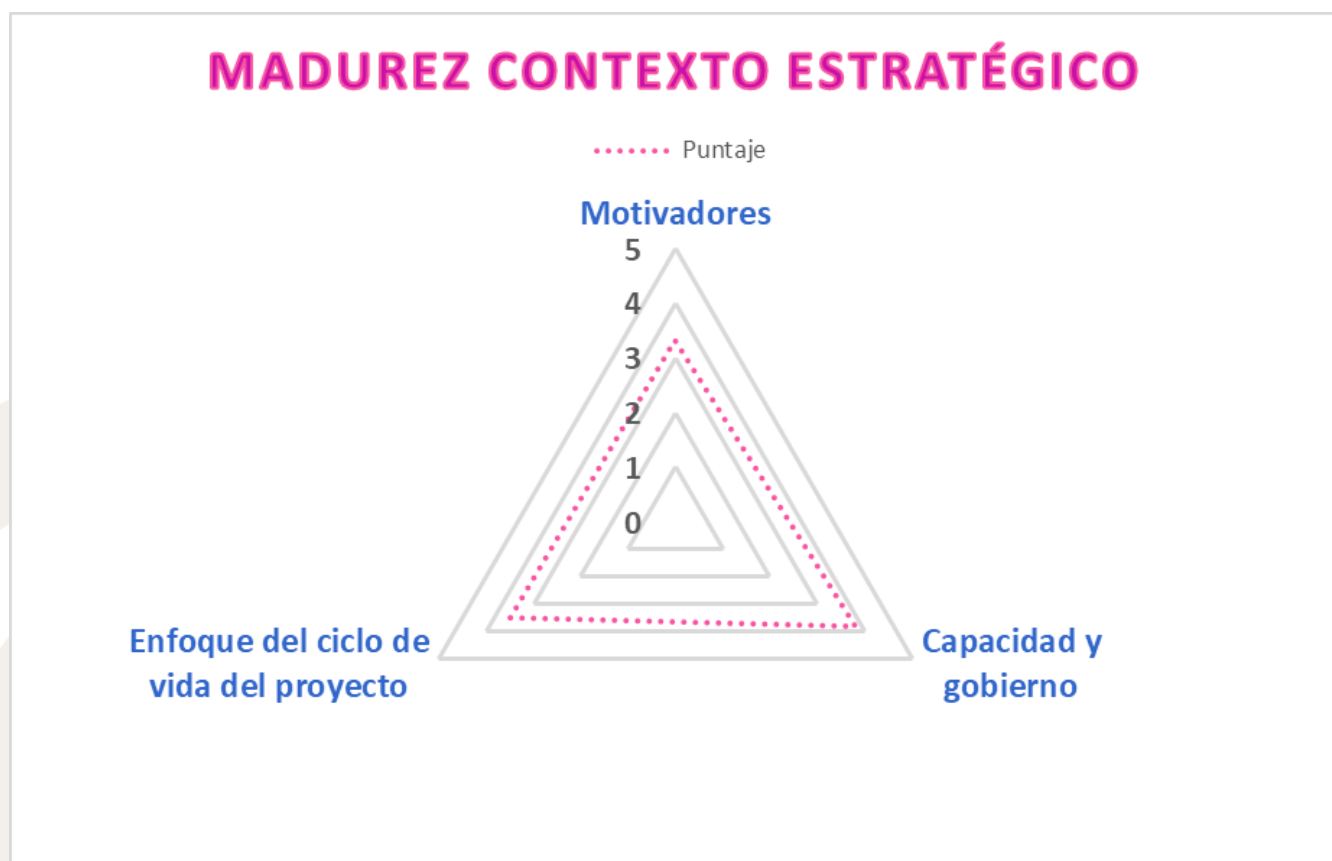 MADUREZ CONTEXTO ESTRATÉGICO
Puntaje
Motivadores
5
4
3
2
1
0
Enfoque del ciclo de
vida del proyecto
Capacidad y
gobierno